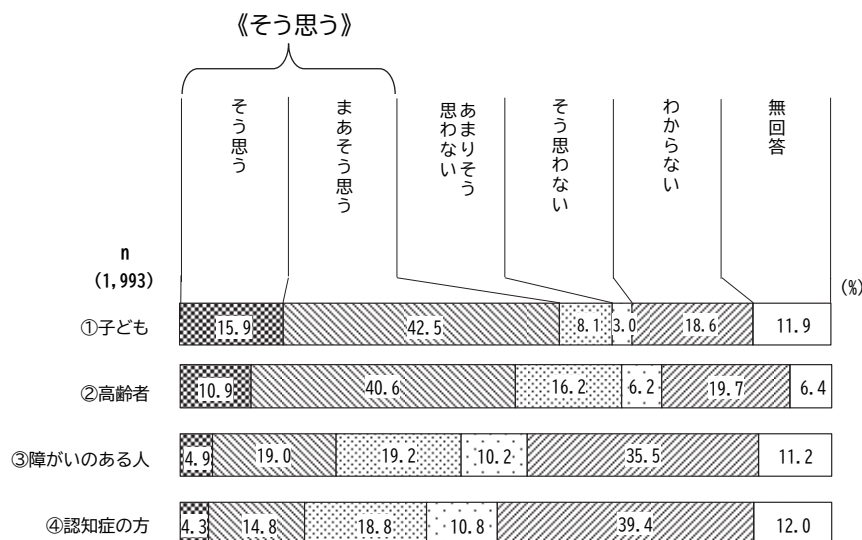 《そう思う》
そう思う
まあそう思う
あまりそう
思わない
そう思わない
わからない
無回答
n
(1,993)
(%)
①子ども 15.9 42.5 8.1 3.0 18.6 11.9
②高齢者 10.9 40.6 16.2 6.2 19.7 6.4
③障がいのある人 4.9 19.0 19.2 10.2 35.5 11.2
④認知症の方 4.3 14.8 18.8 10.8 39.4 12.0